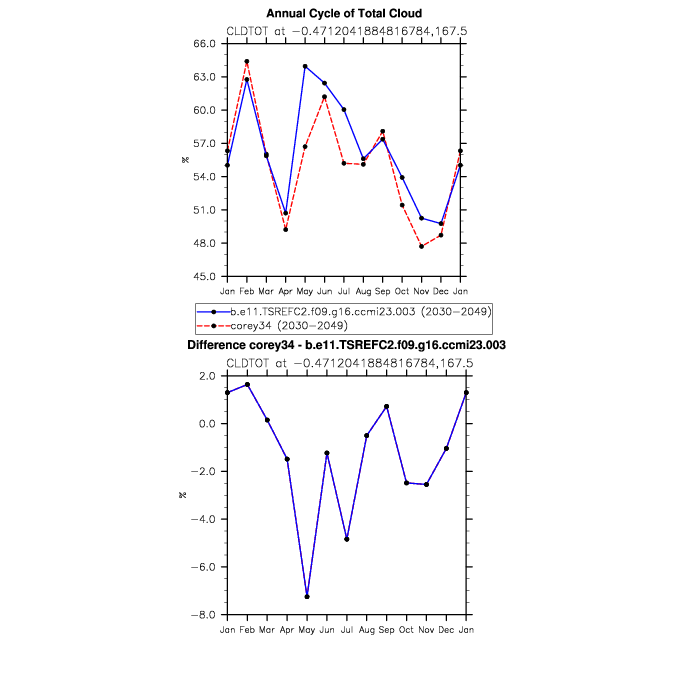 Annual Cycle of Total Cloud
CLDTOT at −0.4712041884816784,167.5
66.0
63.0
60.0
57.0
54.0
51.0
48.0
45.0
%
Jan Feb Mar Apr May Jun Jul Aug Sep Oct Nov Dec Jan
b.e11.TSREFC2.f09.g16.ccmi23.003 (2030−2049)
corey34 (2030−2049)
Difference corey34 - b.e11.TSREFC2.f09.g16.ccmi23.003
CLDTOT at −0.4712041884816784,167.5
2.0
0.0
−2.0
−4.0
−6.0
−8.0
%
Jan Feb Mar Apr May Jun Jul Aug Sep Oct Nov Dec Jan